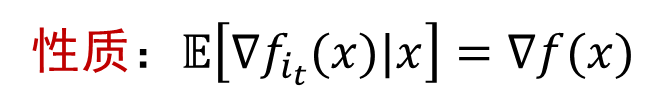 性质：𝔼[∇f_{i_t}(x)|x] = ∇f(x)